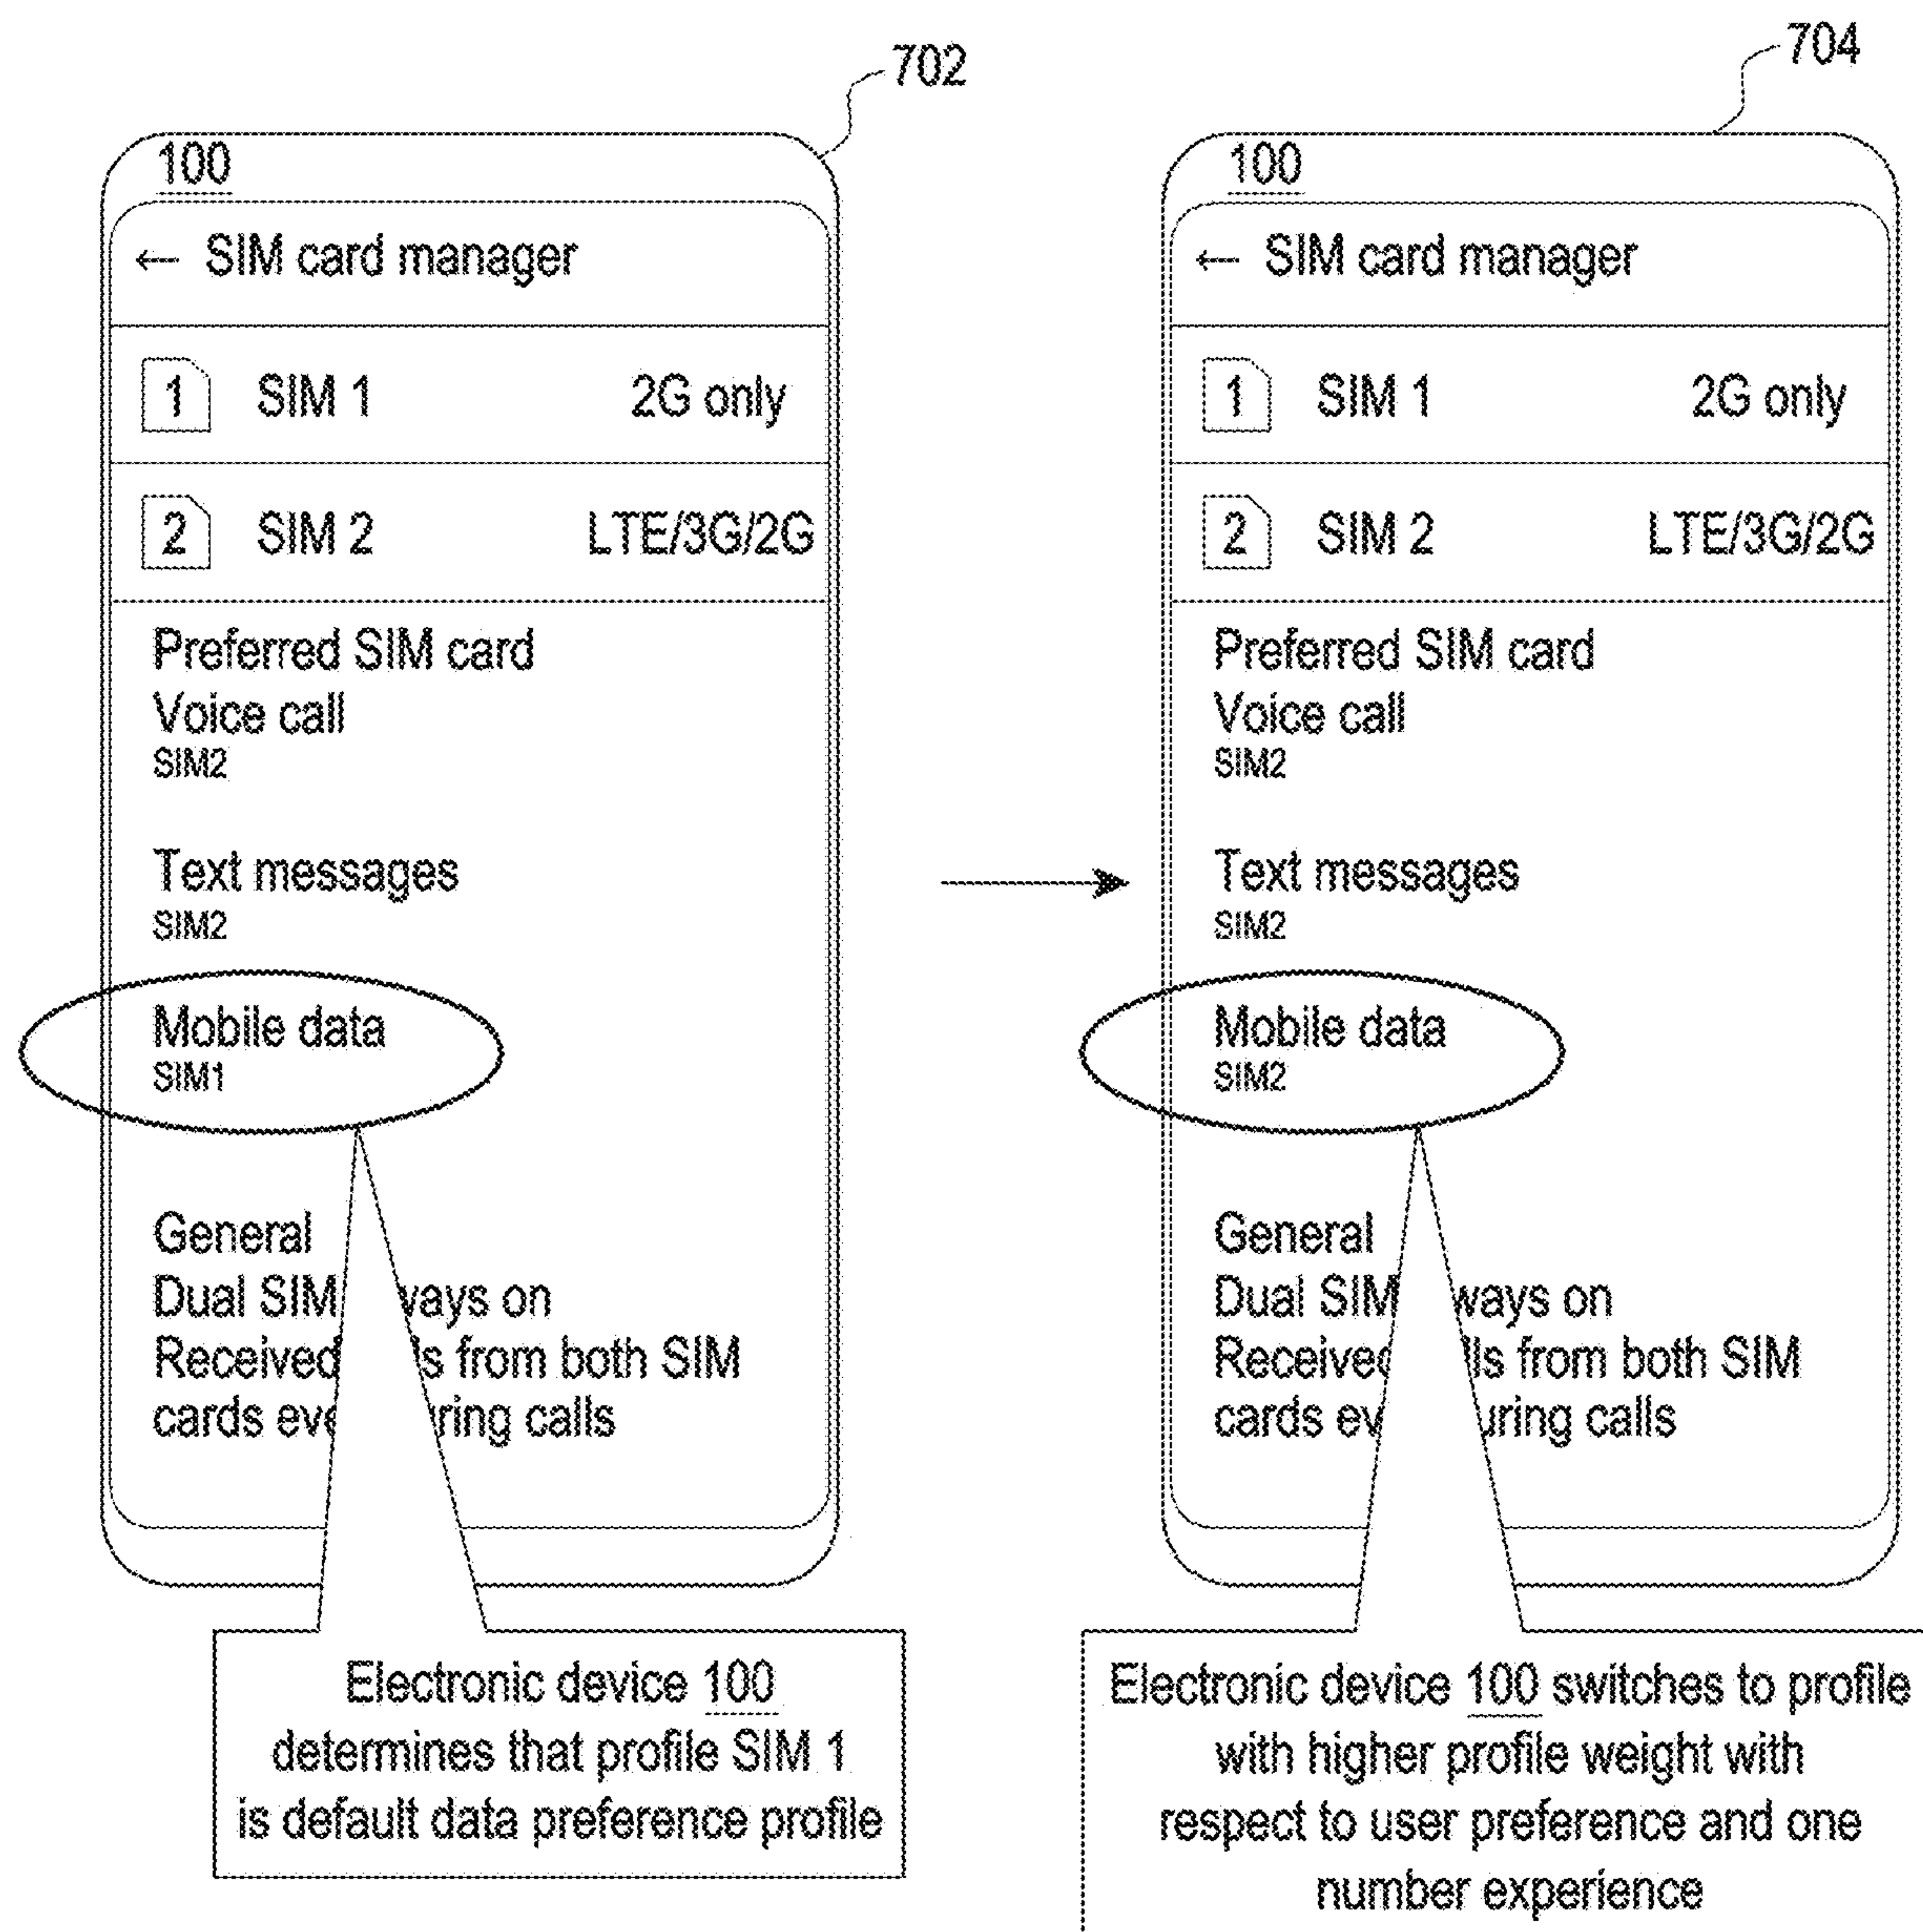 702
100
← SIM card manager
1 SIM 1 2G only
2 SIM 2 LTE/3G/2G
Preferred SIM card
Voice call
SIM2
Text messages
SIM2
Mobile data
SIM1
General
Dual SIM ways on
Received ls from both SIM
cards eve ring calls
Electronic device 100
determines that profile SIM 1
is default data preference profile
704
100
← SIM card manager
1 SIM 1 2G only
2 SIM 2 LTE/3G/2G
Preferred SIM card
Voice call
SIM2
Text messages
SIM2
Mobile data
SIM2
General
Dual SIM ways on
Received lls from both SIM
cards ev uring calls
Electronic device 100 switches to profile
with higher profile weight with
respect to user preference and one
number experience